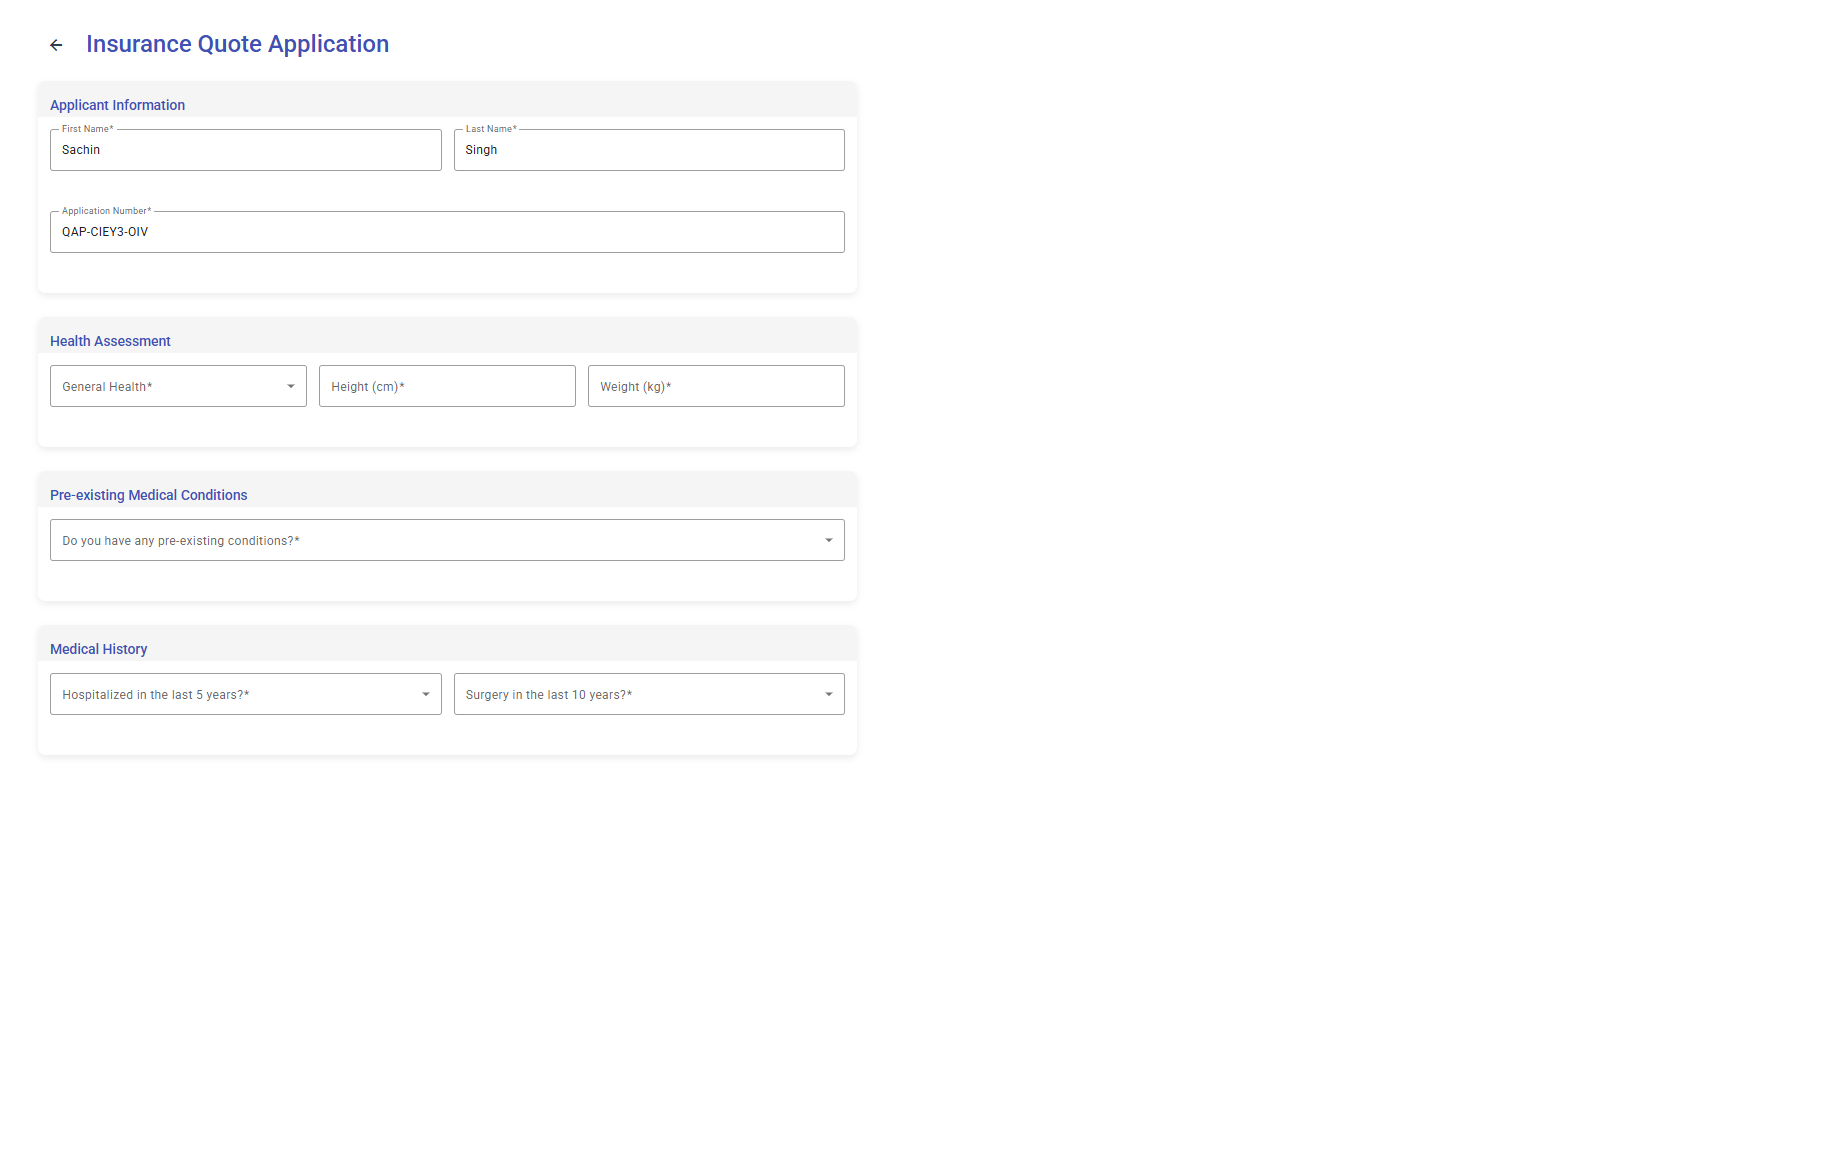 Insurance Quote Application
Applicant Information
First Name*
Sachin
Last Name*
Singh
Application Number*
QAP-CIEY3-OIV
Health Assessment
General Health*
Height (cm)*
Weight (kg)*
Pre-existing Medical Conditions
Do you have any pre-existing conditions?*
Medical History
Hospitalized in the last 5 years?*
Surgery in the last 10 years?*